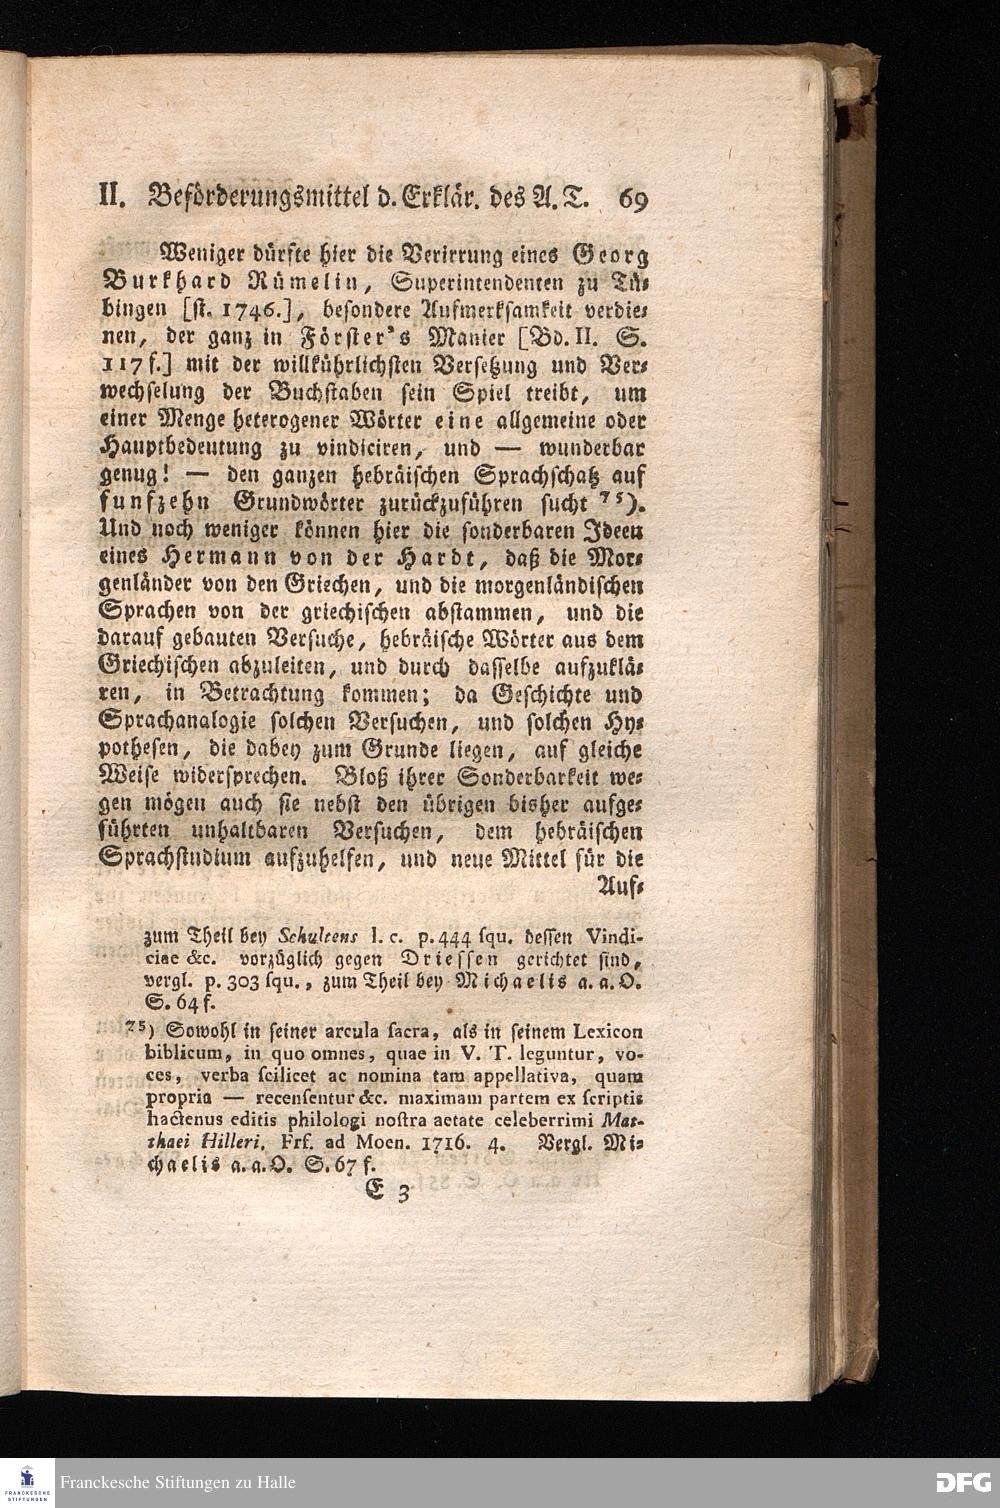 II. Beförderungsmittel d. Erklär. des A. T. 69
Weniger dürfte hier die Verirrung eines Georg
Burkhard Rümelin, Superintendenten zu Tü-
bingen [st. 1746.], besondere Aufmerksamkeit verdie-
nen, der ganz in Förster's Manier [Bd. II. S.
117 f.] mit der willkührlichsten Versetzung und Ver-
wechselung der Buchstaben sein Spiel treibt, um
einer Menge heterogener Wörter eine allgemeine oder
Hauptbedeutung zu vindiciren, und — wunderbar
genug! — den ganzen hebräischen Sprachschatz auf
funfzehn Grundwörter zurückzuführen sucht 75).
Und noch weniger können hier die sonderbaren Ideen
eines Hermann von der Hardt, daß die Mor-
genländer von den Griechen, und die morgenländischen
Sprachen von der griechischen abstammen, und die
darauf gebauten Versuche, hebräische Wörter aus dem
Griechischen abzuleiten, und durch dasselbe aufzuklä-
ren, in Betrachtung kommen; da Geschichte und
Sprachanalogie solchen Versuchen, und solchen Hy-
pothesen, die dabey zum Grunde liegen, auf gleiche
Weise widersprechen. Bloß ihrer Sonderbarkeit we-
gen mögen auch sie nebst den übrigen bisher aufge-
führten unhaltbaren Versuchen, dem hebräischen
Sprachstudium aufzuhelfen, und neue Mittel für die
Auf-
zum Theil bey Schultens l. c. p. 444 squ. dessen Vindi-
ciae &c. vorzüglich gegen Driessen gerichtet sind,
vergl. p. 303 squ., zum Theil bey Michaelis a. a. O.
S. 64 f.
75) Sowohl in seiner arcula sacra, als in seinem Lexicon
biblicum, in quo omnes, quae in V. T. leguntur, vo-
ces, verba scilicet ac nomina tam appellativa, quam
propria — recensentur &c. maximam partem ex scriptis
hactenus editis philologi nostra aetate celeberrimi Mat-
thaei Hilleri. Frf. ad Moen. 1716. 4. Vergl. Mi-
chaelis a. a. O. S. 67 f.
E 3
FRANCKESCHE STIFTUNGEN
Franckesche Stiftungen zu Halle
DFG